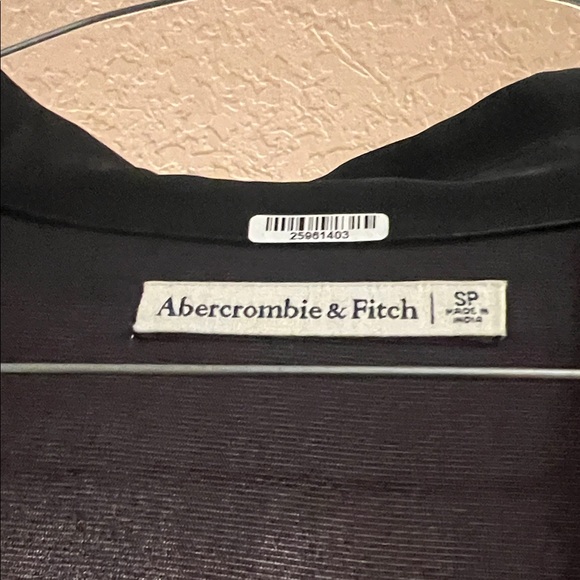 25961403
Abercrombie & Fitch | SP
MADE IN
INDIA